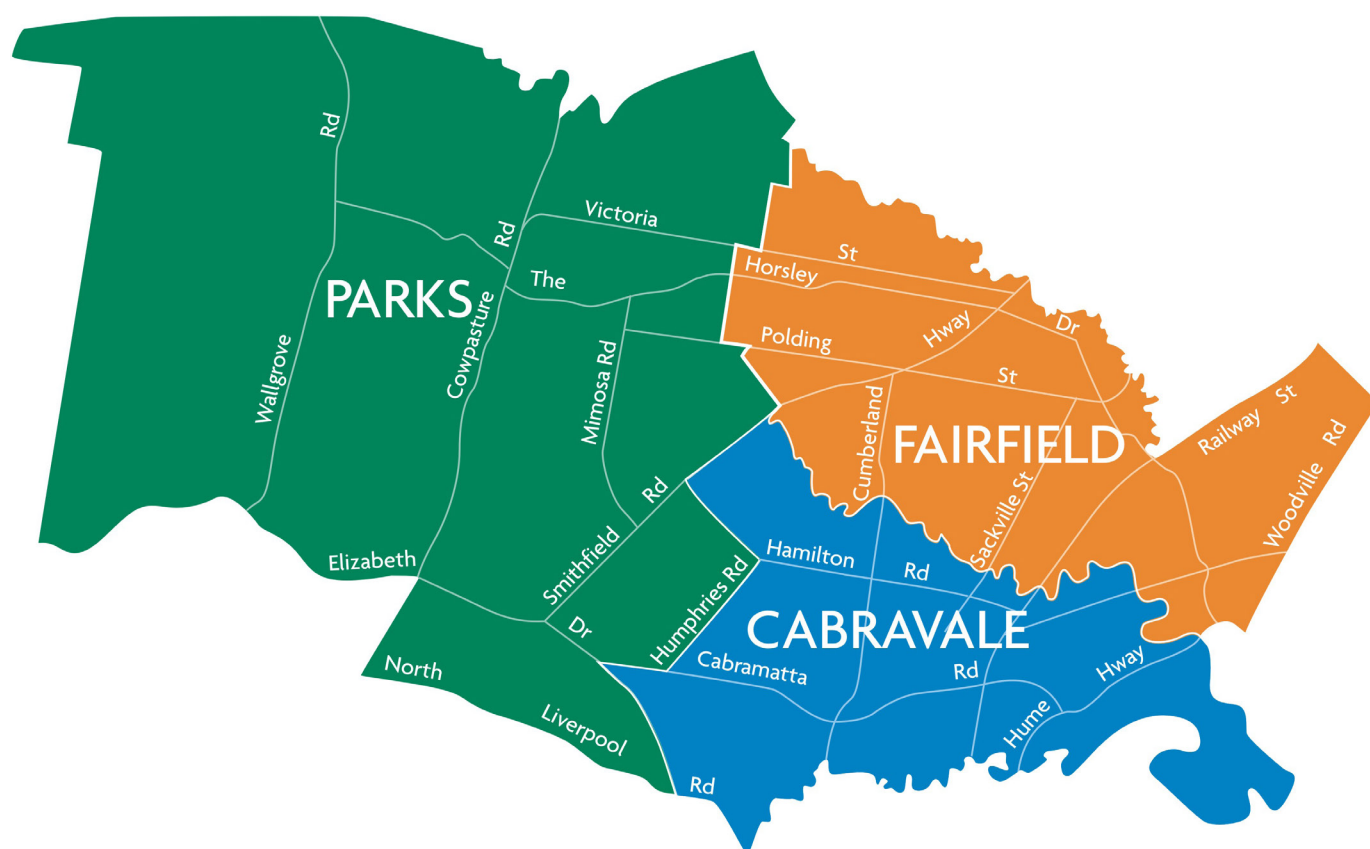 Rd
Victoria
St
Rd
The
Horsley
PARKS
Hway
Dr
Polding
Cowpasture
Wallgrove
Mimosa Rd
St
Cumberland
Railway St
FAIRFIELD
Woodville Rd
Rd
Sackville St
Elizabeth
Smithfield
Hamilton
Rd
Humphries Rd
CABRAVALE
Dr
North
Cabramatta
Rd
Hway
Liverpool
Hume
Rd